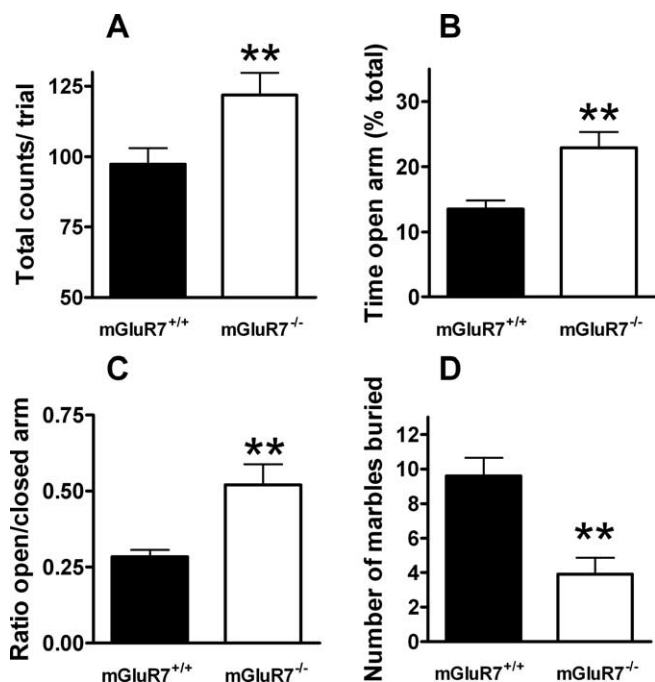 A
Total counts/ trial
125
100
75
50
**
mGluR7+/+ mGluR7-/-
B
Time open arm (% total)
30
20
10
0
**
mGluR7+/+ mGluR7-/-
C
Ratio open/closed arm
0.75
0.50
0.25
0.00
**
mGluR7+/+ mGluR7-/-
D
Number of marbles buried
12
10
8
6
4
2
0
**
mGluR7+/+ mGluR7-/-